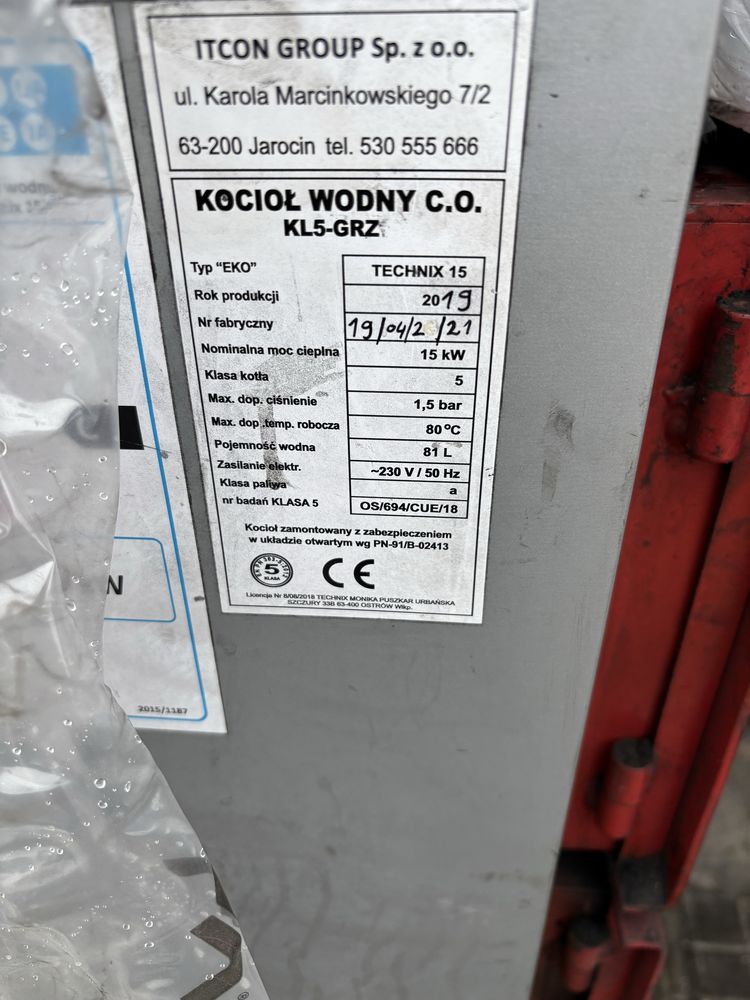 ITCON GROUP Sp. z o.o.
ul. Karola Marcinkowskiego 7/2
63-200 Jarocin tel. 530 555 666
KOCIOŁ WODNY C.O.
KL5-GRZ
Typ "EKO" TECHNIX 15
Rok produkcji 2019
Nr fabryczny 19/04/2 /21
Nominalna moc cieplna 15 kW
Klasa kotła 5
Max. dop. ciśnienie 1,5 bar
Max. dop .temp. robocza 80°C
Pojemność wodna 81 L
Zasilanie elektr. ~230 V / 50 Hz
Klasa paliwa a
nr badań KLASA 5 OS/694/CUE/18
Kocioł zamontowany z zabezpieczeniem
w układzie otwartym wg PN-91/B-02413
5
KLASA
CE
Licencja Nr 8/08/2018 TECHNIX MONIKA PUSZKAR URBAŃSKA
SZCZURY 33B 63-400 OSTRÓW Wlkp.
N
2015/1187